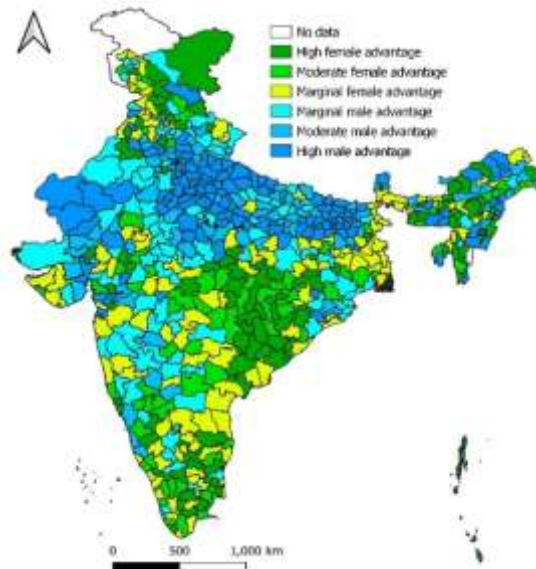 No data
High female advantage
Moderate female advantage
Marginal female advantage
Marginal male advantage
Moderate male advantage
High male advantage
0 500 1,000 km